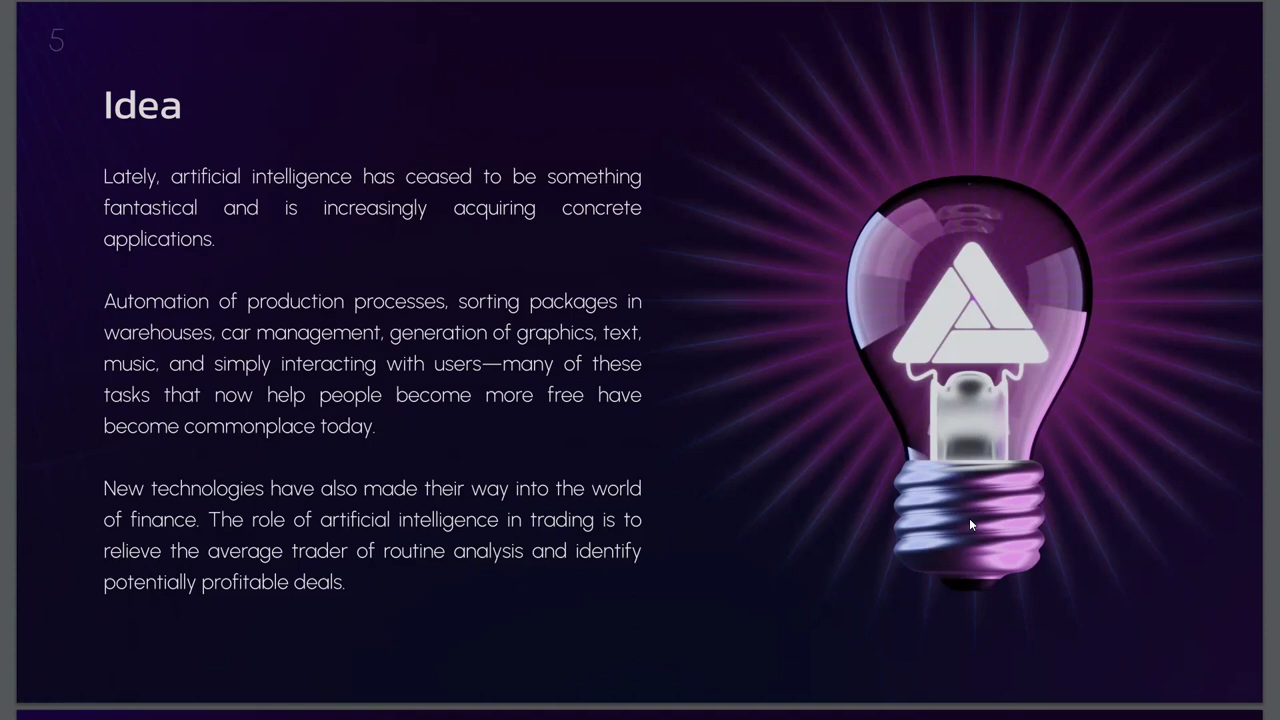 5
Idea
Lately, artificial intelligence has ceased to be something
fantastical and is increasingly acquiring concrete
applications.
Automation of production processes, sorting packages in
warehouses, car management, generation of graphics, text,
music, and simply interacting with users—many of these
tasks that now help people become more free have
become commonplace today.
New technologies have also made their way into the world
of finance. The role of artificial intelligence in trading is to
relieve the average trader of routine analysis and identify
potentially profitable deals.